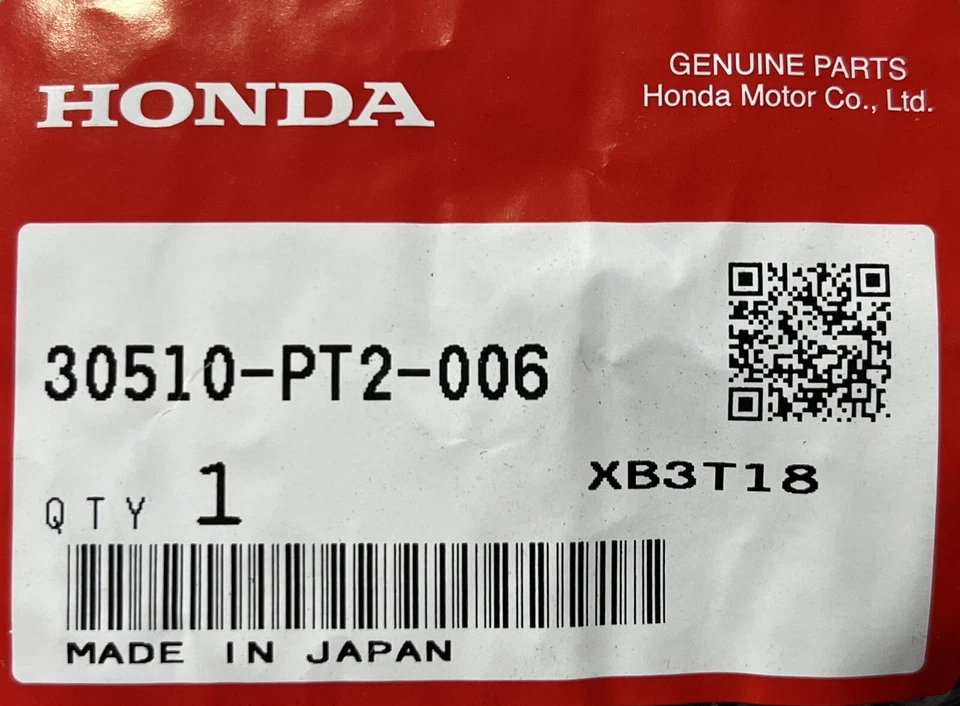 HONDA
GENUINE PARTS
Honda Motor Co., Ltd.
30510-PT2-006
XB3T18
QTY 1
MADE IN JAPAN